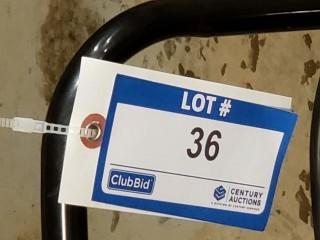 LOT #
36
ClubBid
CENTURY
AUCTIONS